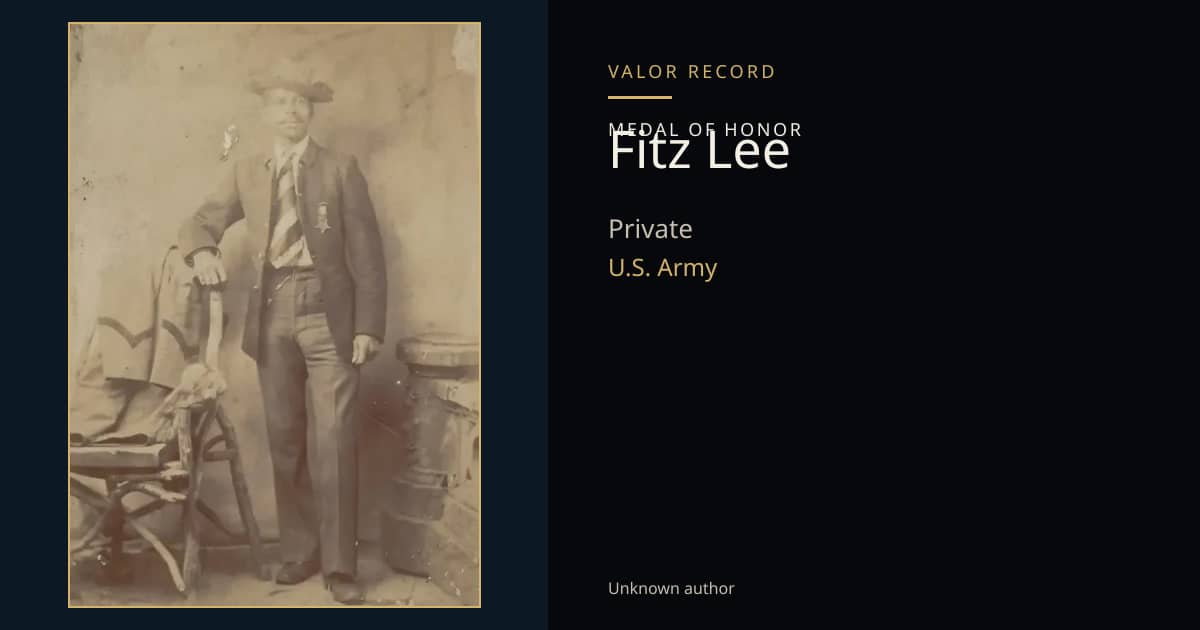 VALOR RECORD
MEDAL OF HONOR
Fitz Lee
Private
U.S. Army
Unknown author